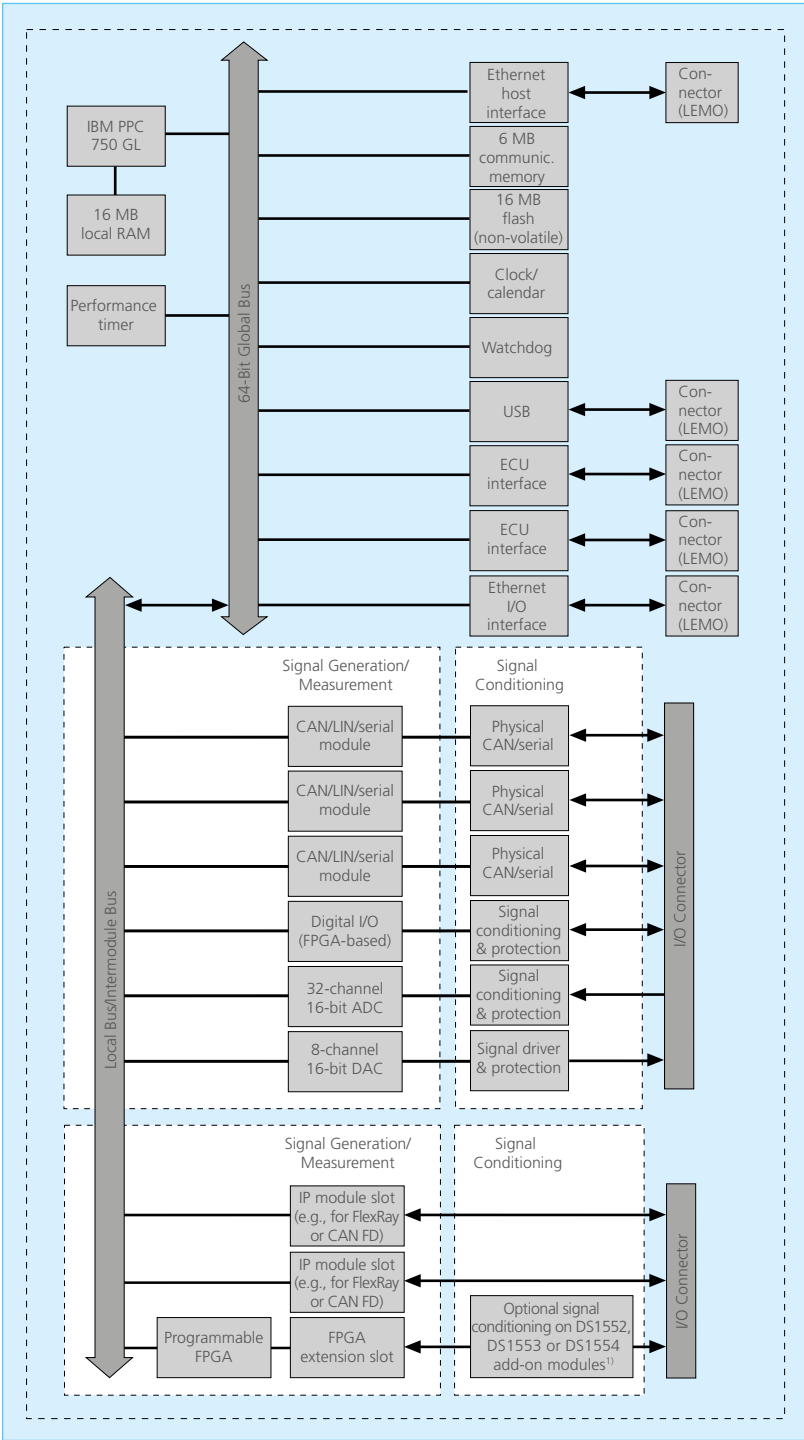 Ethernet
host
interface
Con-
nector
(LEMO)
IBM PPC
750 GL
6 MB
communic.
memory
16 MB
local RAM
16 MB
flash
(non-volatile)
Clock/
calendar
Performance
timer
64-Bit Global Bus
Watchdog
USB
Con-
nector
(LEMO)
ECU
interface
Con-
nector
(LEMO)
ECU
interface
Con-
nector
(LEMO)
Ethernet
I/O
interface
Con-
nector
(LEMO)
Local Bus/Intermodule Bus
Signal Generation/
Measurement
Signal
Conditioning
CAN/LIN/serial
module
Physical
CAN/serial
CAN/LIN/serial
module
Physical
CAN/serial
CAN/LIN/serial
module
Physical
CAN/serial
Digital I/O
(FPGA-based)
Signal
conditioning
& protection
32-channel
16-bit ADC
Signal
conditioning
& protection
8-channel
16-bit DAC
Signal driver
& protection
I/O Connector
Signal Generation/
Measurement
Signal
Conditioning
IP module slot
(e.g., for FlexRay
or CAN FD)
IP module slot
(e.g., for FlexRay
or CAN FD)
Programmable
FPGA
FPGA
extension slot
Optional signal
conditioning on DS1552,
DS1553 or DS1554
add-on modules¹⁾
I/O Connector